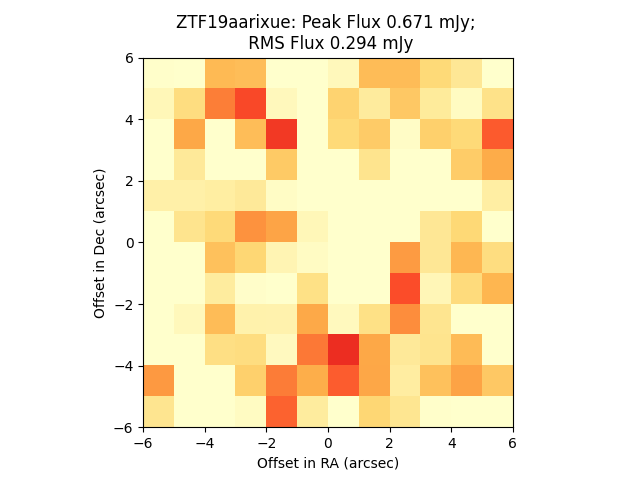 ZTF19aarixue: Peak Flux 0.671 mJy;
RMS Flux 0.294 mJy
6
4
2
0
−2
−4
−6
Offset in Dec (arcsec)
−6 −4 −2 0 2 4 6
Offset in RA (arcsec)